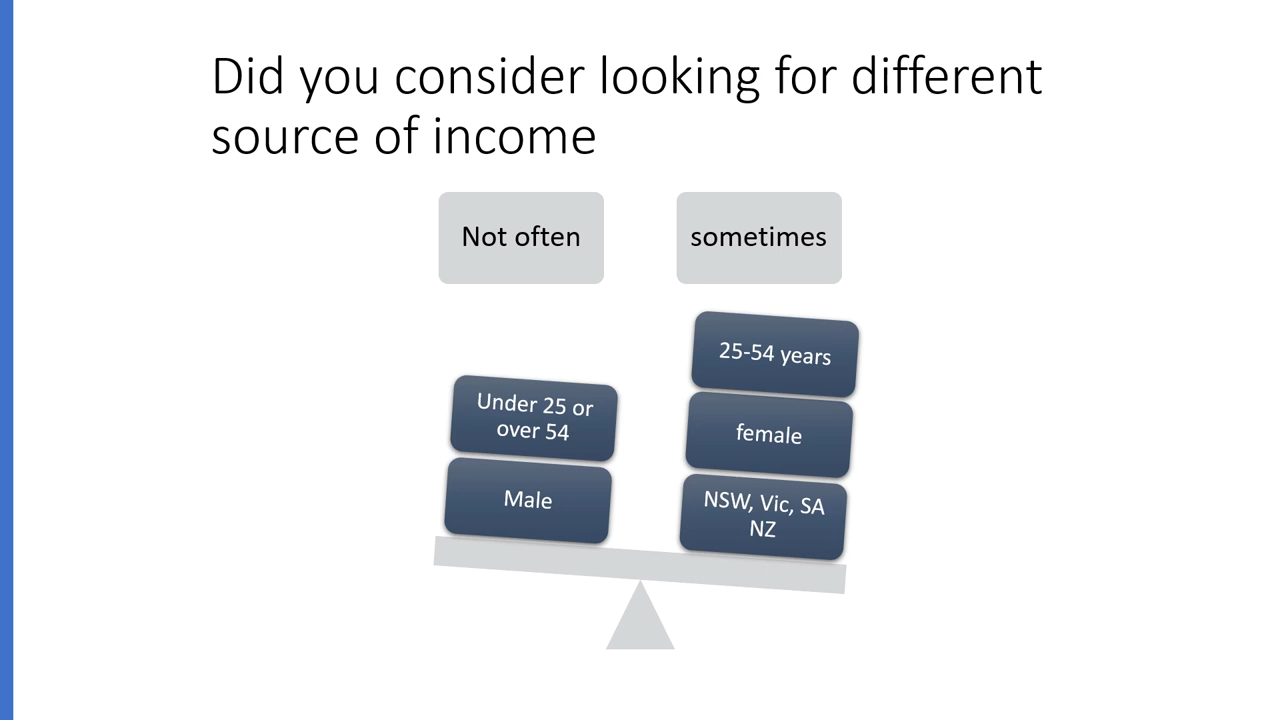 Did you consider looking for different
source of income
Not often
sometimes
25-54 years
Under 25 or
over 54
female
Male
NSW, Vic, SA
NZ